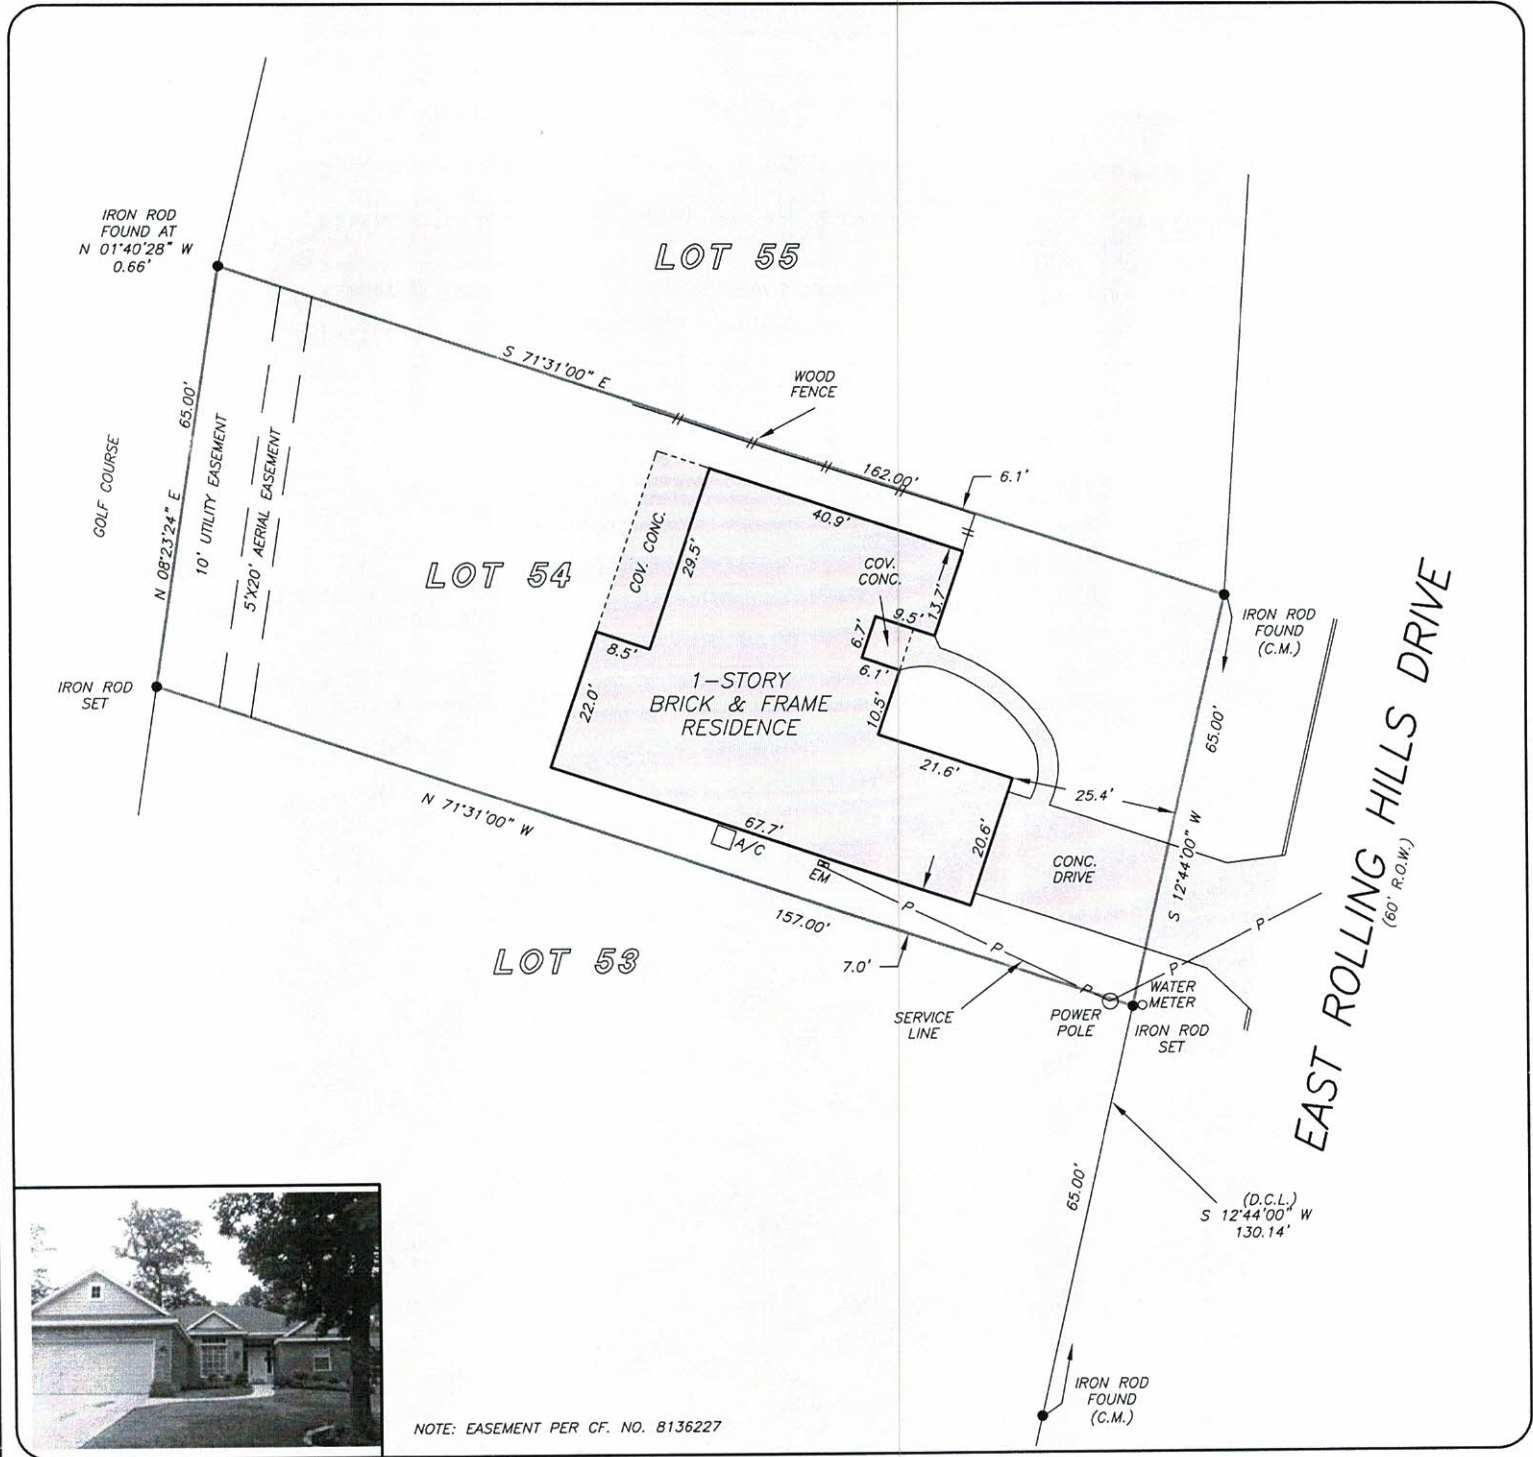 IRON ROD
FOUND AT
N 01°40'28" W
0.66'
LOT 55
S 71°31'00" E
WOOD
FENCE
162.00'
6.1'
65.00'
N 08°23'24" E
GOLF COURSE
10' UTILITY EASEMENT
5'X20' AERIAL EASEMENT
LOT 54
COV. CONC.
29.5'
40.9'
COV.
CONC.
13.7'
9.5'
6.7'
6.1'
8.5'
22.0'
10.5'
1-STORY
BRICK & FRAME
RESIDENCE
21.6'
25.4'
IRON ROD
FOUND
(C.M.)
65.00'
S 12°44'00" W
EAST ROLLING HILLS DRIVE
(60' R.O.W.)
IRON ROD
SET
N 71°31'00" W
67.7'
A/C
EM
20.6'
CONC.
DRIVE
157.00'
P
P
P
P
P
LOT 53
7.0'
SERVICE
LINE
POWER
POLE
WATER
METER
IRON ROD
SET
65.00'
(D.C.L.)
S 12°44'00" W
130.14'
IRON ROD
FOUND
(C.M.)
NOTE: EASEMENT PER CF. NO. 8136227